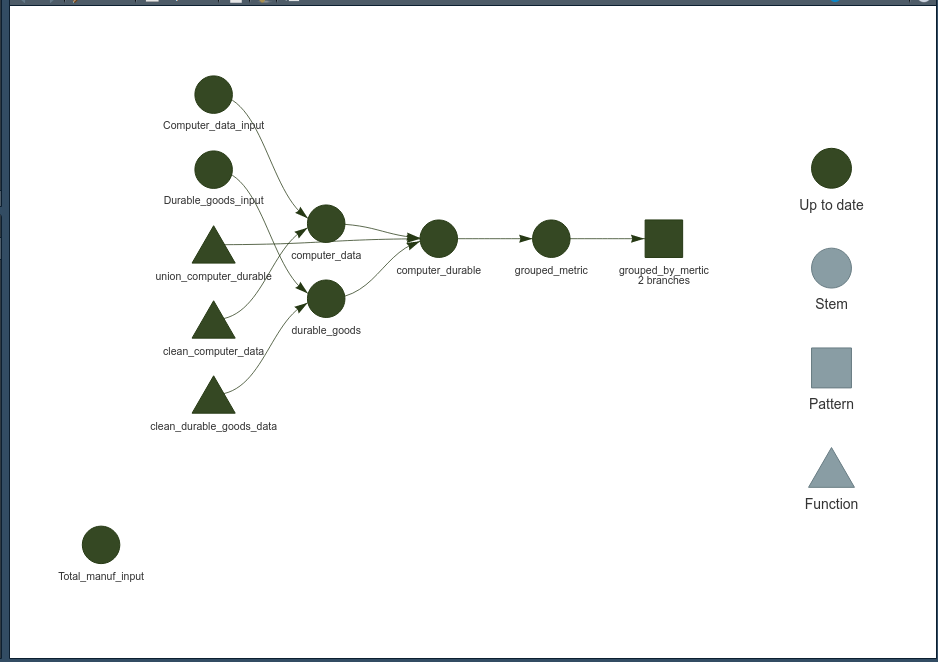 Computer_data_input
Durable_goods_input
union_computer_durable
clean_computer_data
clean_durable_goods_data
computer_data
durable_goods
computer_durable
grouped_metric
grouped_by_mertic
2 branches
Total_manuf_input
Up to date
Stem
Pattern
Function